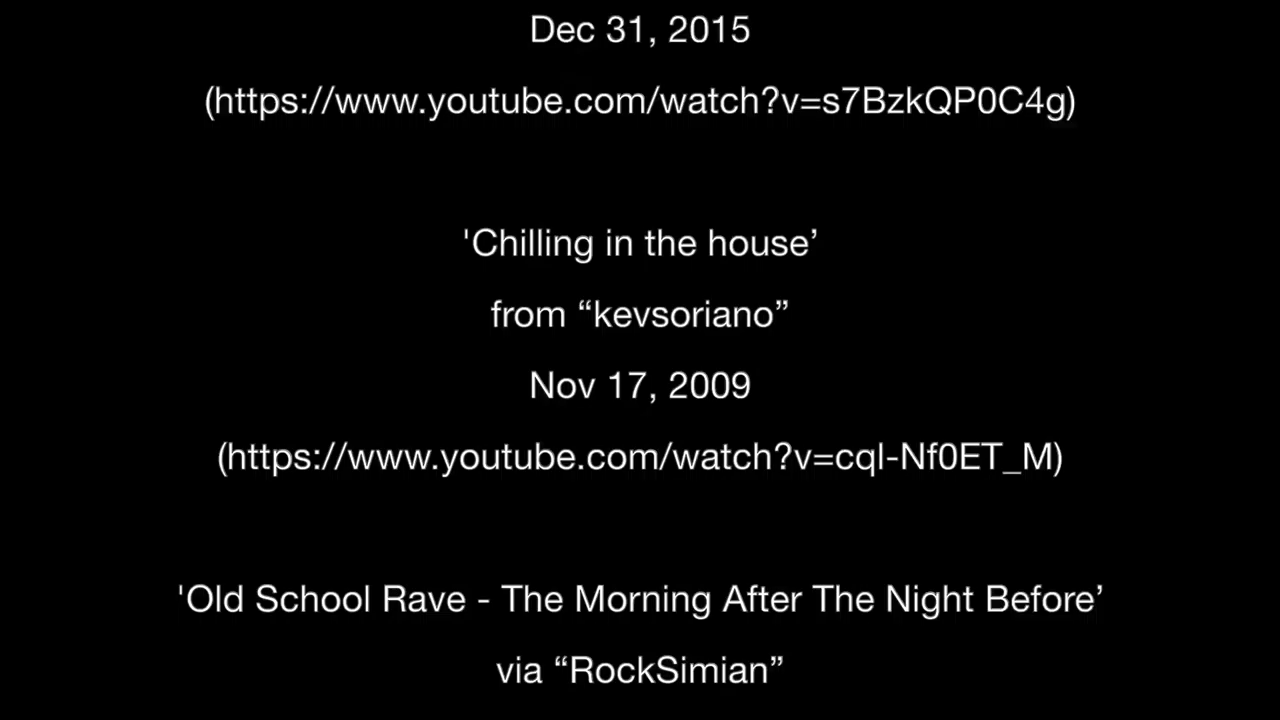 Dec 31, 2015
(https://www.youtube.com/watch?v=s7BzkQP0C4g)
'Chilling in the house’
from “kevsoriano”
Nov 17, 2009
(https://www.youtube.com/watch?v=cql-Nf0ET_M)
'Old School Rave - The Morning After The Night Before’
via “RockSimian”